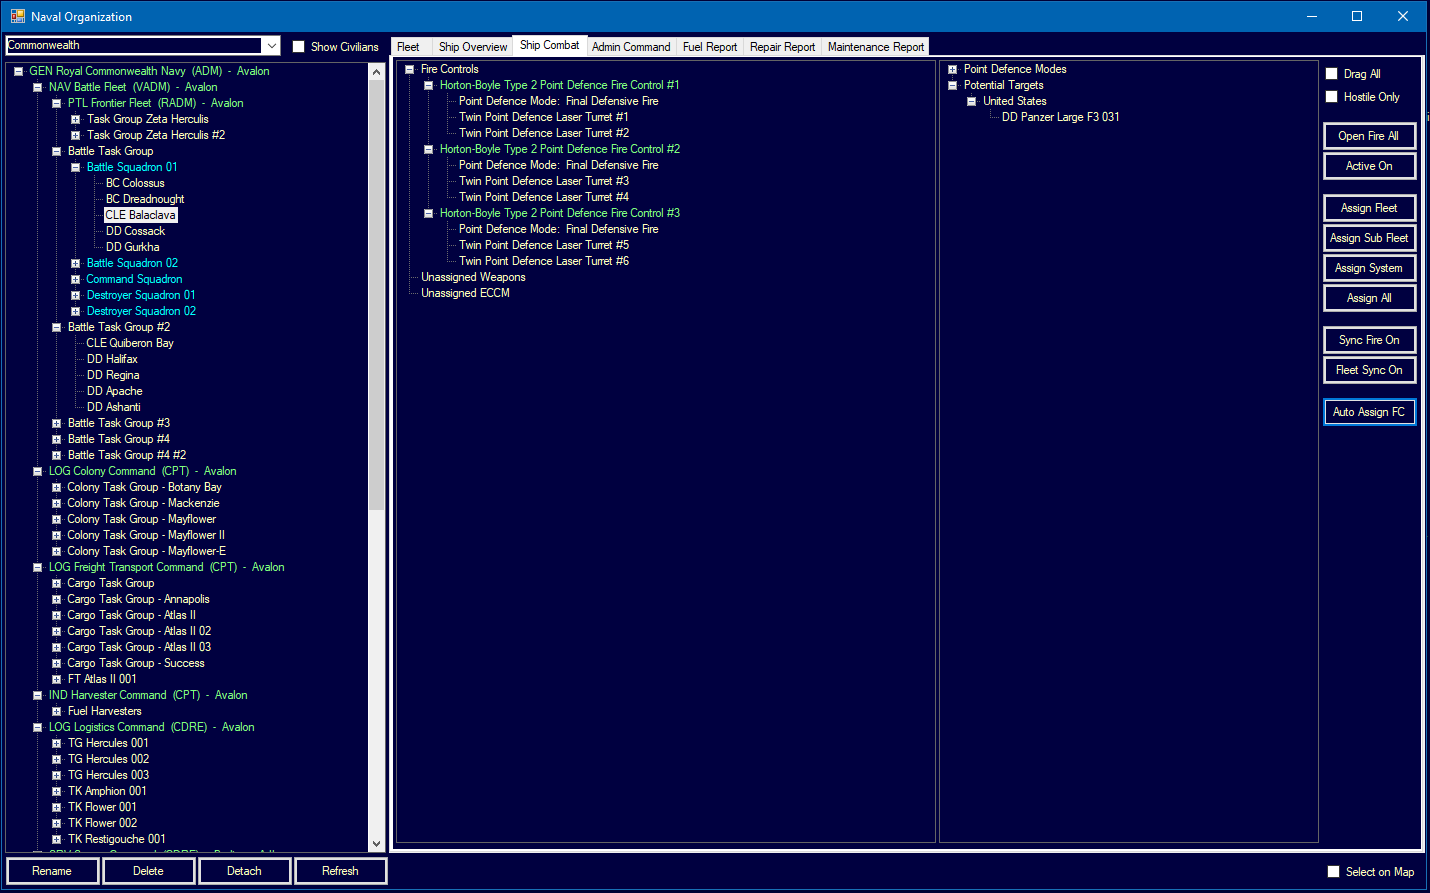 Naval Organization
Commonwealth
Show Civilians
GEN Royal Commonwealth Navy (ADM) - Avalon
NAV Battle Fleet (VADM) - Avalon
PTL Frontier Fleet (RADM) - Avalon
Task Group Zeta Herculis
Task Group Zeta Herculis #2
Battle Task Group
Battle Squadron 01
BC Colossus
BC Dreadnought
CLE Balaclava
DD Cossack
DD Gurkha
Battle Squadron 02
Command Squadron
Destroyer Squadron 01
Destroyer Squadron 02
Battle Task Group #2
CLE Quiberon Bay
DD Halifax
DD Regina
DD Apache
DD Ashanti
Battle Task Group #3
Battle Task Group #4
Battle Task Group #4 #2
LOG Colony Command (CPT) - Avalon
Colony Task Group - Botany Bay
Colony Task Group - Mackenzie
Colony Task Group - Mayflower
Colony Task Group - Mayflower II
Colony Task Group - Mayflower-E
LOG Freight Transport Command (CPT) - Avalon
Cargo Task Group
Cargo Task Group - Annapolis
Cargo Task Group - Atlas II
Cargo Task Group - Atlas II 02
Cargo Task Group - Atlas II 03
Cargo Task Group - Success
FT Atlas II 001
IND Harvester Command (CPT) - Avalon
Fuel Harvesters
LOG Logistics Command (CDRE) - Avalon
TG Hercules 001
TG Hercules 002
TG Hercules 003
TK Amphion 001
TK Flower 001
TK Flower 002
TK Restigouche 001
Rename Delete Detach Refresh
Fleet Ship Overview Ship Combat Admin Command Fuel Report Repair Report Maintenance Report
Fire Controls
Horton-Boyle Type 2 Point Defence Fire Control #1
Point Defence Mode: Final Defensive Fire
Twin Point Defence Laser Turret #1
Twin Point Defence Laser Turret #2
Horton-Boyle Type 2 Point Defence Fire Control #2
Point Defence Mode: Final Defensive Fire
Twin Point Defence Laser Turret #3
Twin Point Defence Laser Turret #4
Horton-Boyle Type 2 Point Defence Fire Control #3
Point Defence Mode: Final Defensive Fire
Twin Point Defence Laser Turret #5
Twin Point Defence Laser Turret #6
Unassigned Weapons
Unassigned ECCM
Point Defence Modes
Potential Targets
United States
DD Panzer Large F3 031
Drag All
Hostile Only
Open Fire All
Active On
Assign Fleet
Assign Sub Fleet
Assign System
Assign All
Sync Fire On
Fleet Sync On
Auto Assign FC
Select on Map